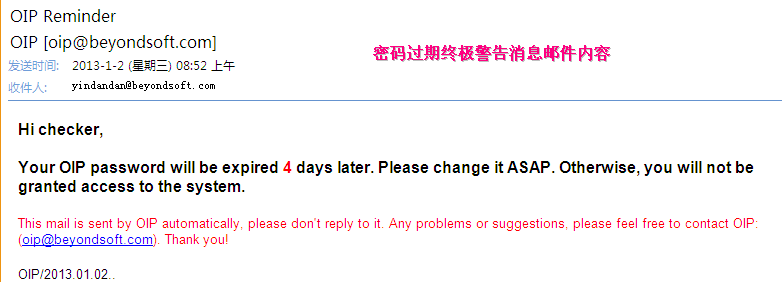 OIP Reminder
OIP [oip@beyondsoft.com]
密码过期终极警告消息邮件内容
发送时间: 2013-1-2 (星期三) 08:52 上午
收件人: yindandan@beyondsoft.com
Hi checker,
Your OIP password will be expired 4 days later. Please change it ASAP. Otherwise, you will not be
granted access to the system.
This mail is sent by OIP automatically, please don't reply to it. Any problems or suggestions, please feel free to contact OIP:
(oip@beyondsoft.com). Thank you!
OIP/2013.01.02..